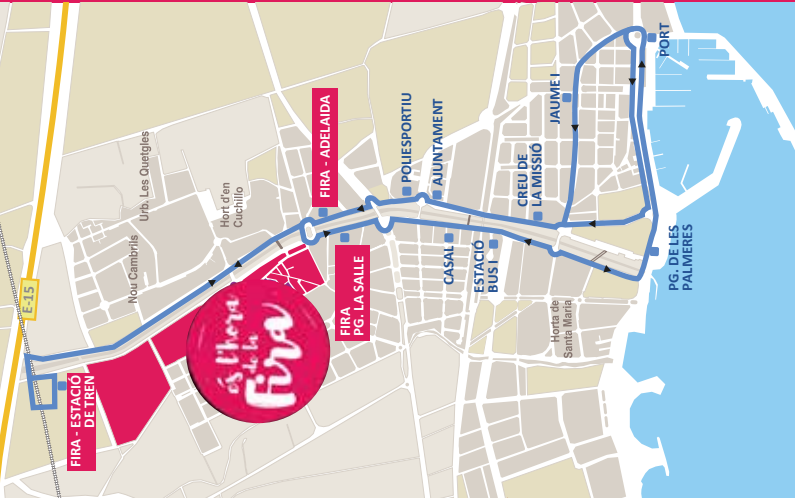 E-15
Urb. Les Quetgles
Nou Cambrils
Hort d'en
Cuchillo
FIRA - ADELAIDA
POLIESPORTIU
AJUNTAMENT
JAUME I
PORT
CREU DE
LA MISSIÓ
FIRA
PG. LA SALLE
CASAL
ESTACIÓ
BUS I
PG. DE LES
PALMERES
Horta de
Santa Maria
FIRA - ESTACIÓ
DE TREN
és l'hora
de la
Fira